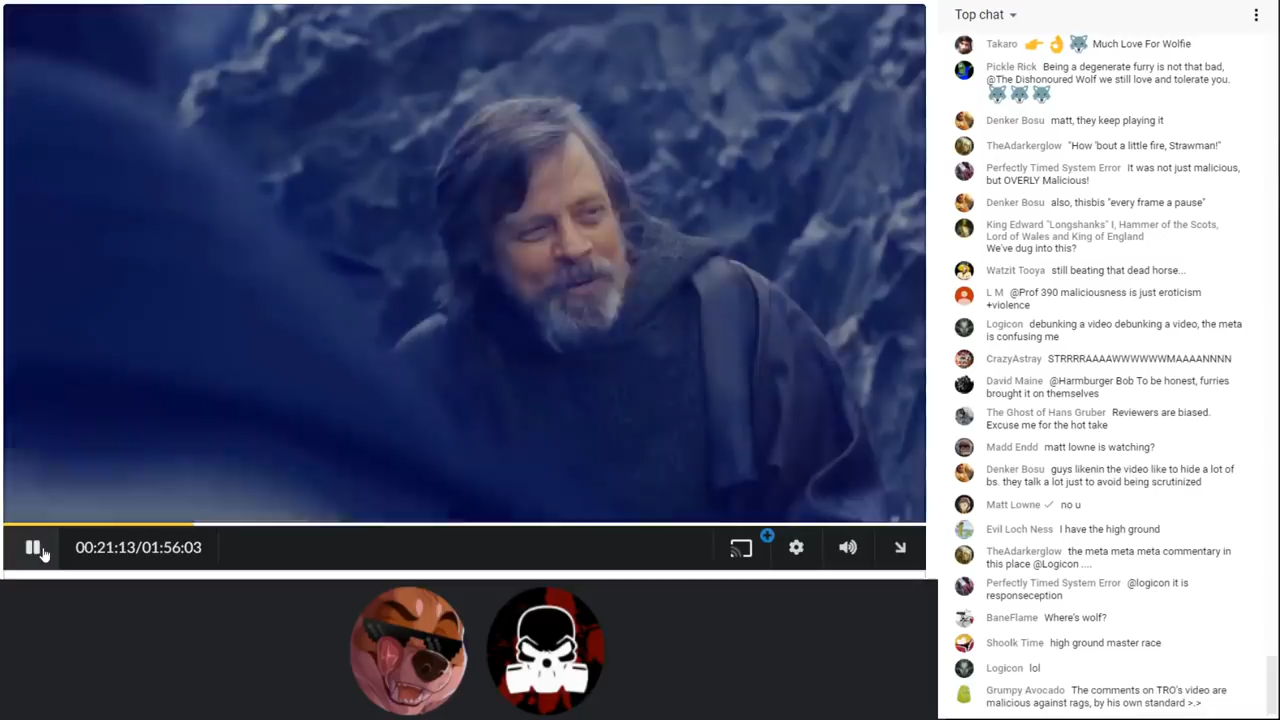 Top chat
Takaro 👉 👌 🐺 Much Love For Wolfie
Pickle Rick Being a degenerate furry is not that bad,
@The Dishonoured Wolf we still love and tolerate you.
🐺🐺🐺
Denker Bosu matt, they keep playing it
TheAdarkerglow "How 'bout a little fire, Strawman!"
Perfectly Timed System Error It was not just malicious,
but OVERLY Malicious!
Denker Bosu also, thisbis "every frame a pause"
King Edward "Longshanks" I, Hammer of the Scots,
Lord of Wales and King of England
We've dug into this?
Watzit Tooya still beating that dead horse...
L M @Prof 390 maliciousness is just eroticism
+violence
Logicon debunking a video debunking a video, the meta
is confusing me
CrazyAstray STRRRRAAAAWWWWWWMAAAANNNN
David Maine @Harmburger Bob To be honest, furries
brought it on themselves
The Ghost of Hans Gruber Reviewers are biased.
Excuse me for the hot take
Madd Endd matt lowne is watching?
Denker Bosu guys likenin the video like to hide a lot of
bs. they talk a lot just to avoid being scrutinized
Matt Lowne ✓ no u
Evil Loch Ness I have the high ground
TheAdarkerglow the meta meta meta commentary in
this place @Logicon ....
Perfectly Timed System Error @logicon it is
responseception
BaneFlame Where's wolf?
Shoolk Time high ground master race
Logicon lol
Grumpy Avocado The comments on TRO's video are
malicious against rags, by his own standard >.>
00:21:13/01:56:03